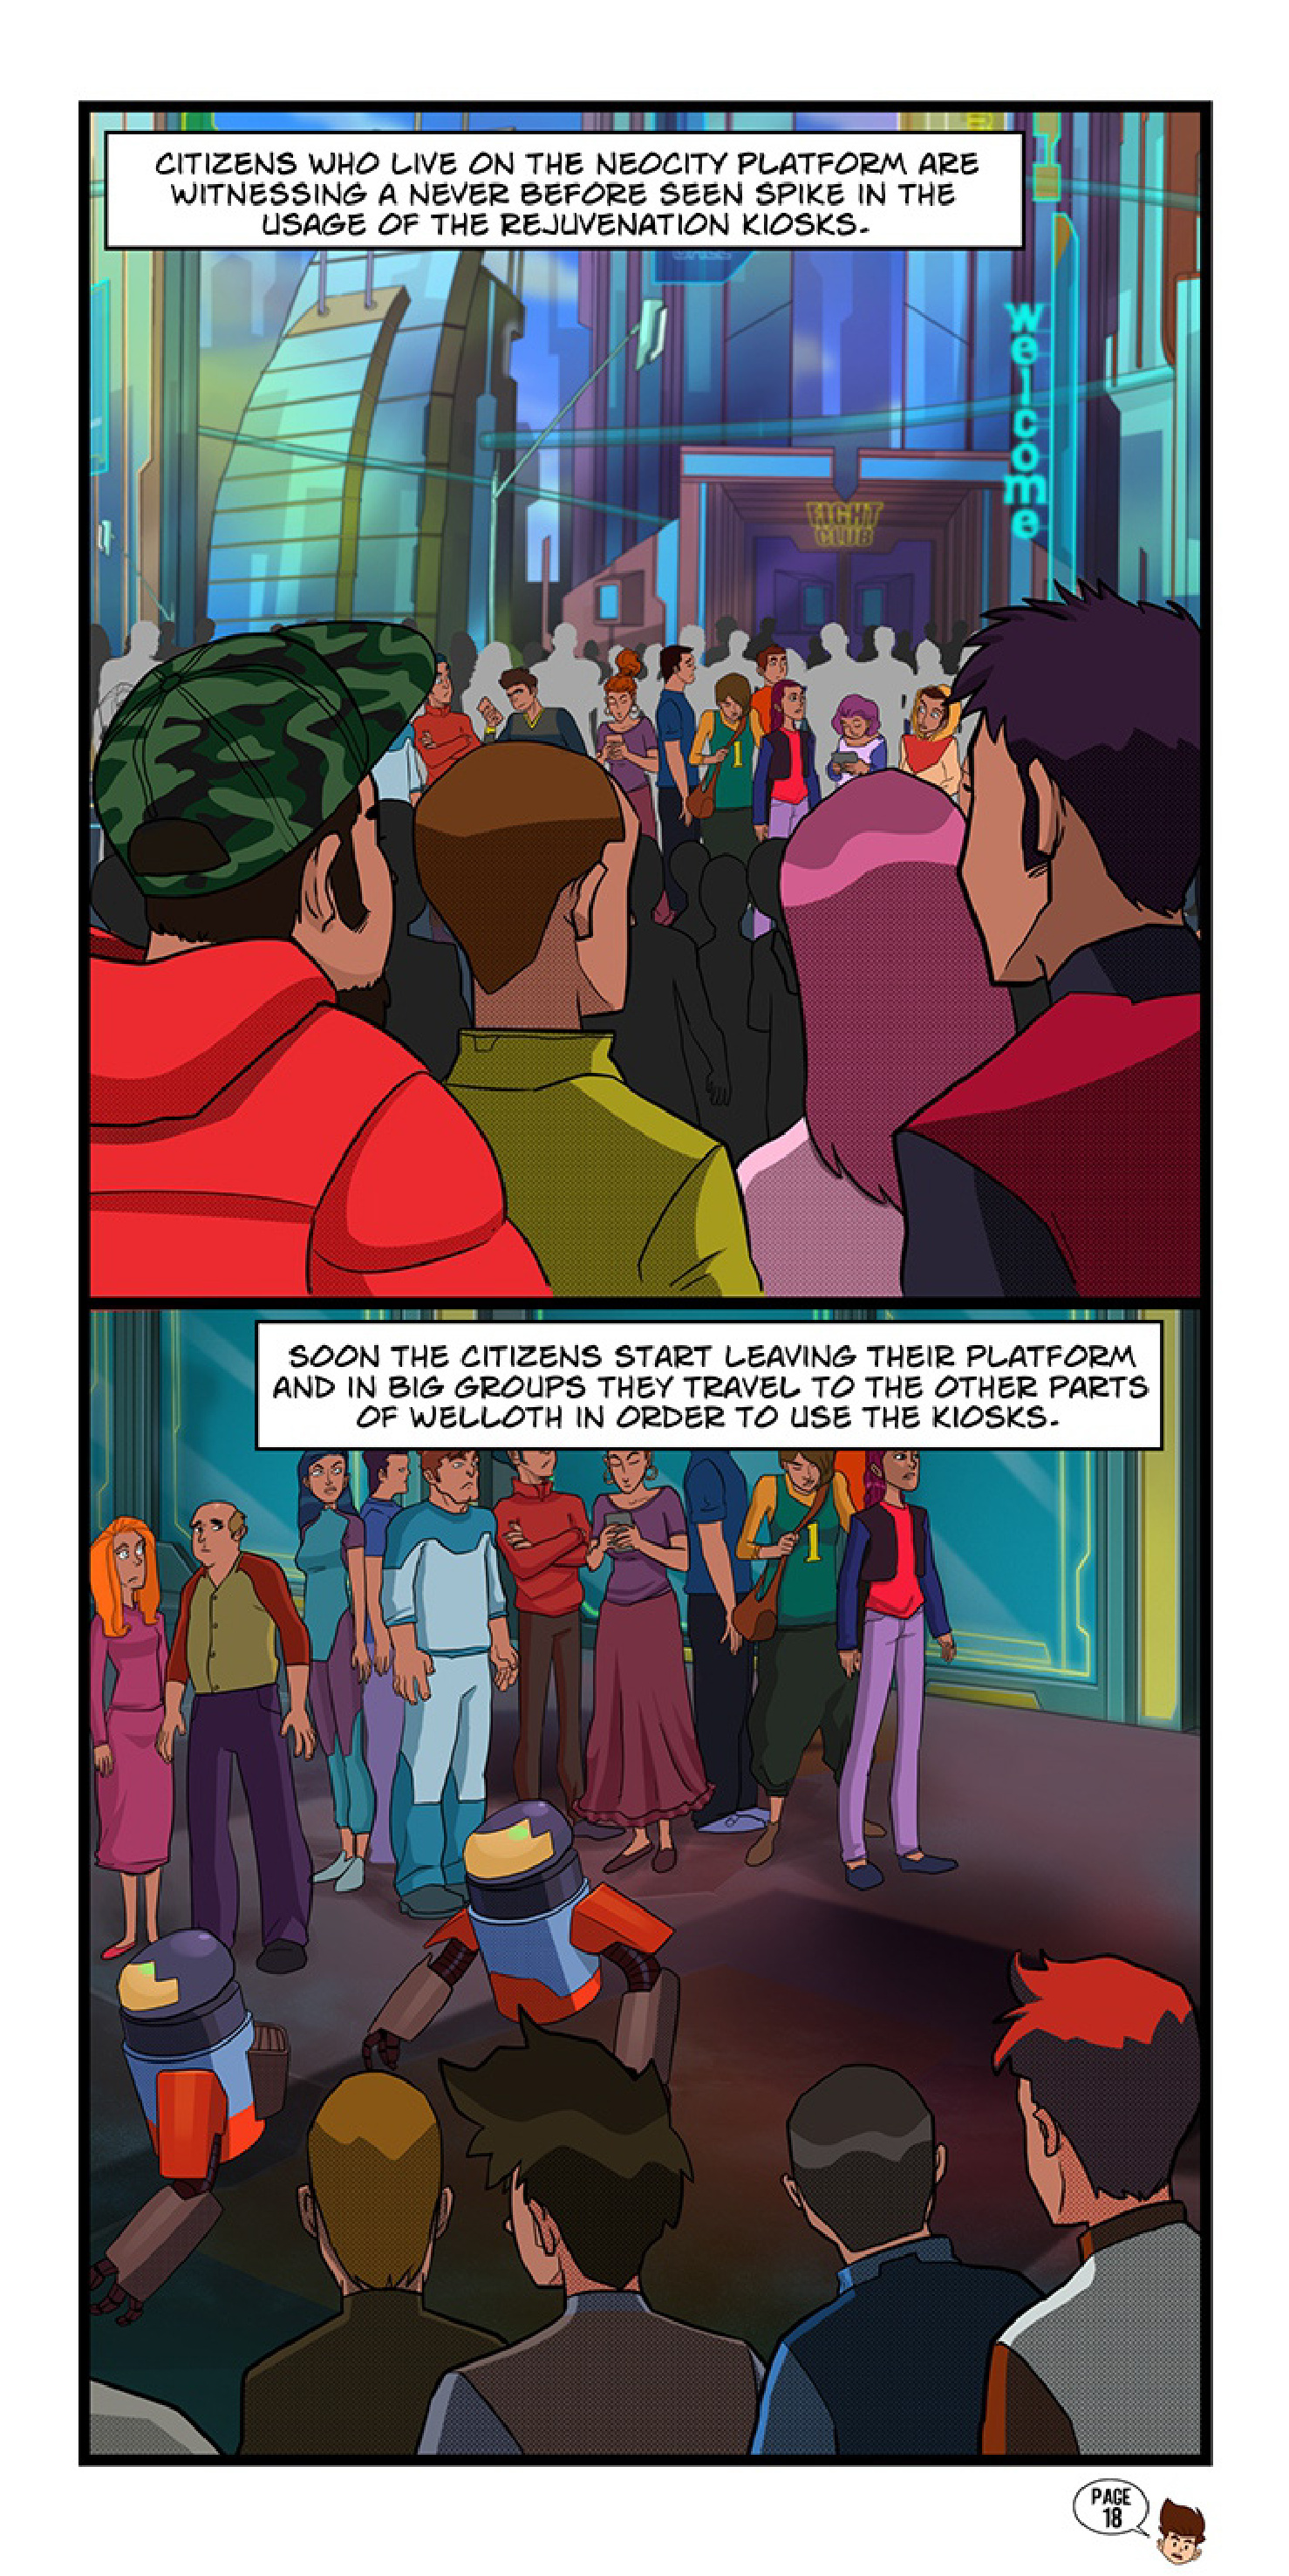 CITIZENS WHO LIVE ON THE NEOCITY PLATFORM ARE
WITNESSING A NEVER BEFORE SEEN SPIKE IN THE
USAGE OF THE REJUVENATION KIOSKS.
welcome
FIGHT
CLUB
SOON THE CITIZENS START LEAVING THEIR PLATFORM
AND IN BIG GROUPS THEY TRAVEL TO THE OTHER PARTS
OF WELLOTH IN ORDER TO USE THE KIOSKS.
1
1
PAGE
18